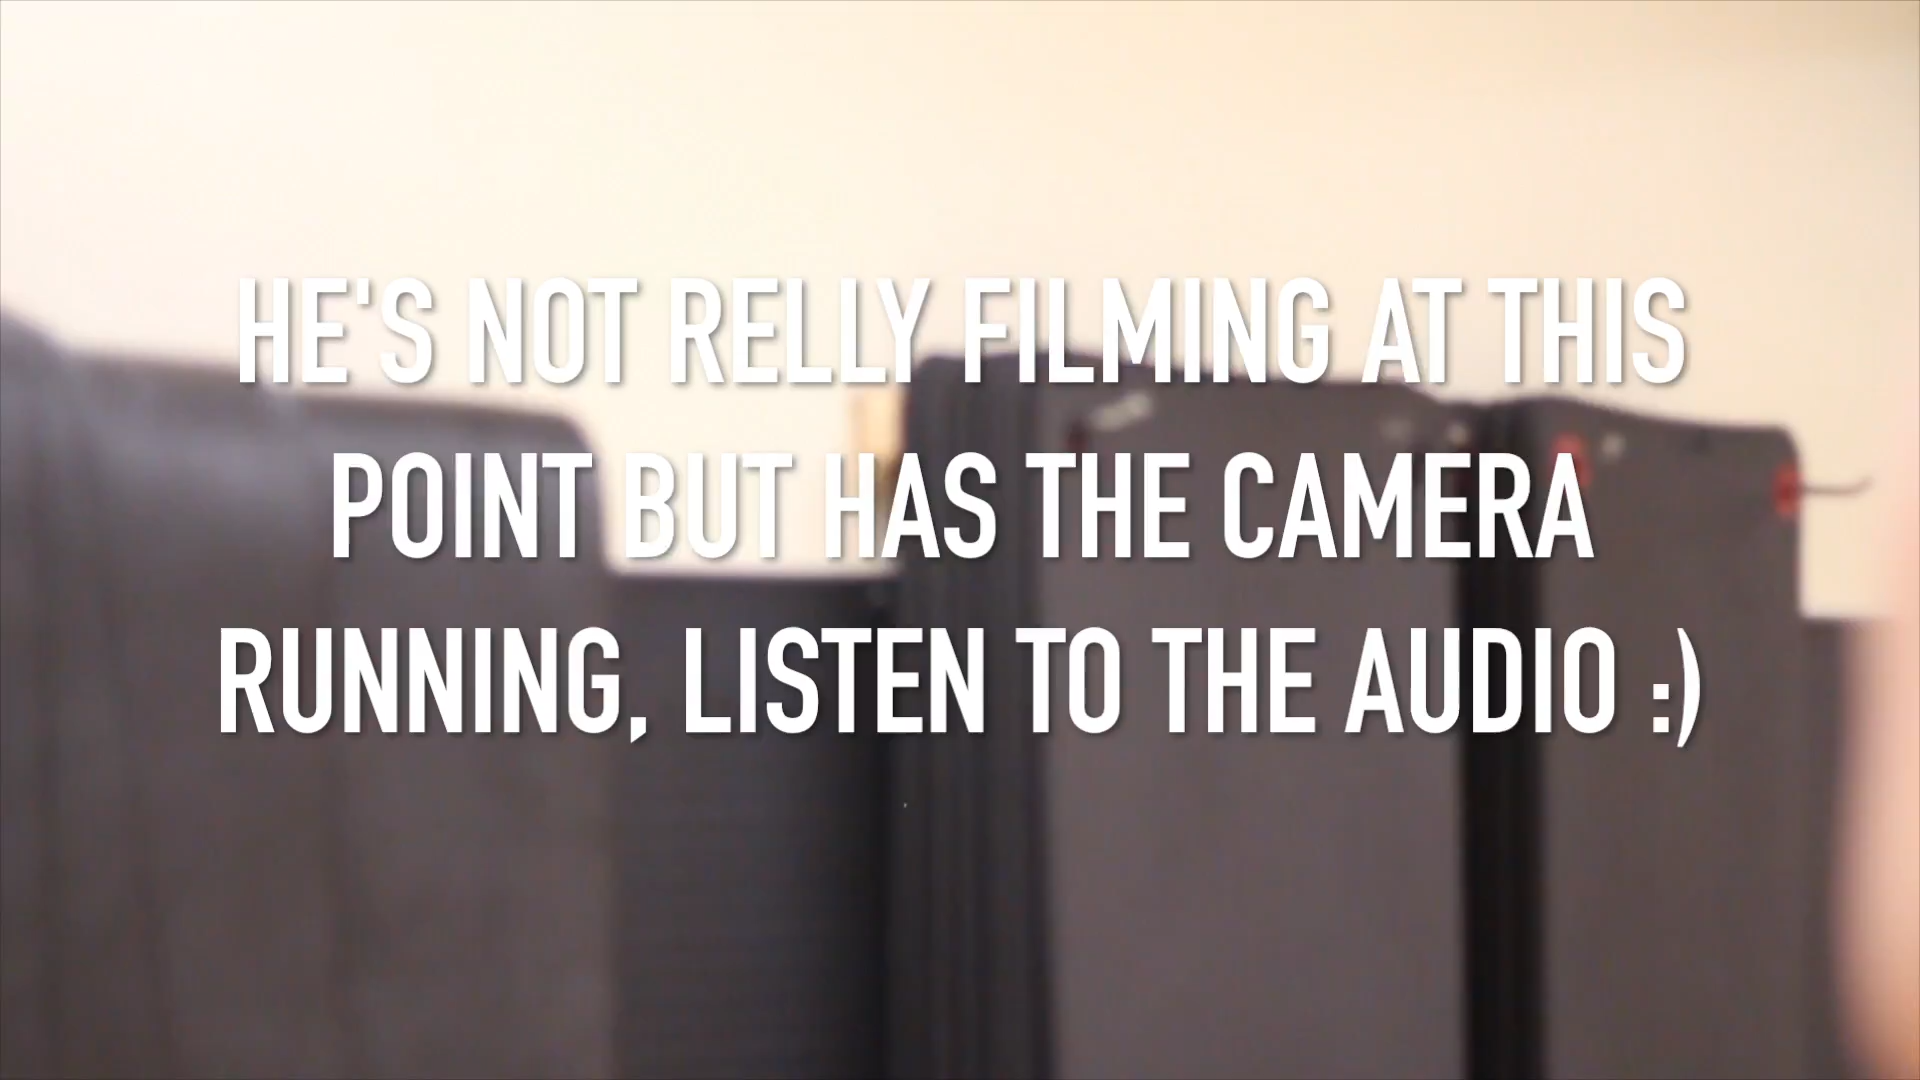 HE'S NOT RELLY FILMING AT THIS
POINT BUT HAS THE CAMERA
RUNNING, LISTEN TO THE AUDIO :)